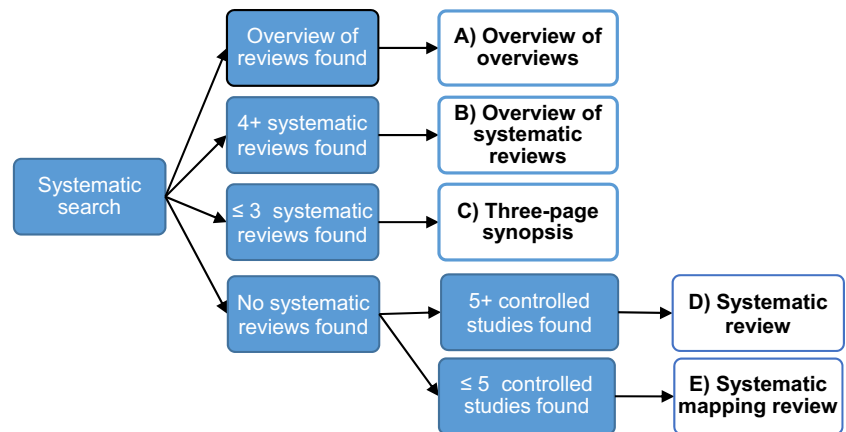 Overview of
reviews found
A) Overview of
overviews
4+ systematic
reviews found
B) Overview of
systematic
reviews
Systematic
search
≤ 3  systematic
reviews found
C) Three-page
synopsis
No systematic
reviews found
5+ controlled
studies found
D) Systematic
review
≤ 5  controlled
studies found
E) Systematic
mapping review